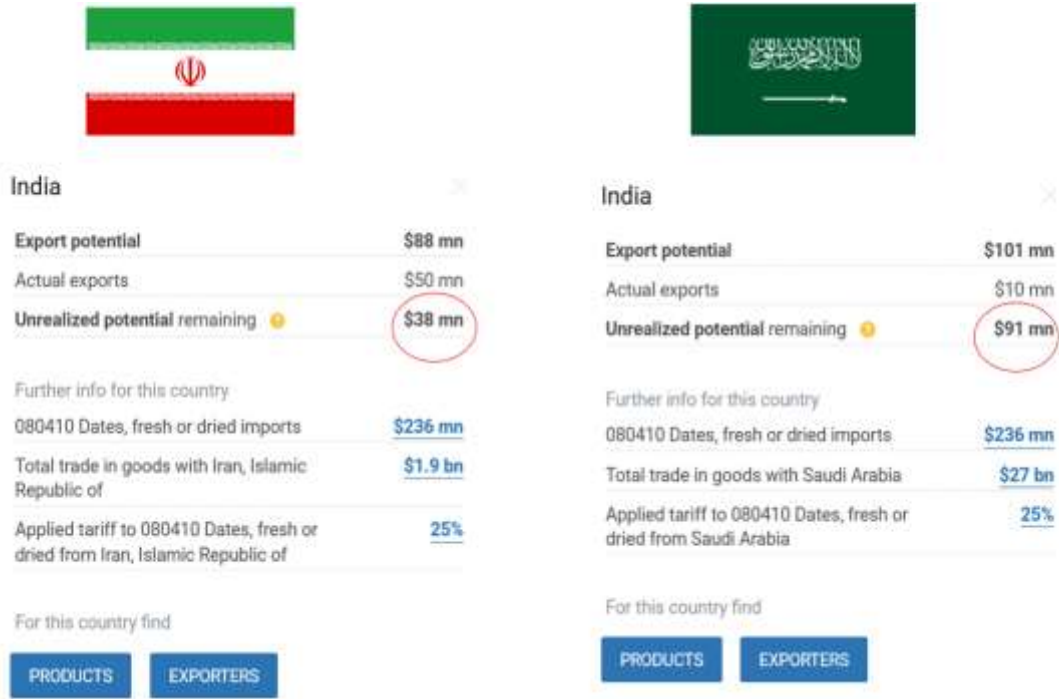 India
Export potential $88 mn
Actual exports $50 mn
Unrealized potential remaining ? $38 mn
Further info for this country
080410 Dates, fresh or dried imports $236 mn
Total trade in goods with Iran, Islamic $1.9 bn
Republic of
Applied tariff to 080410 Dates, fresh or 25%
dried from Iran, Islamic Republic of
For this country find
PRODUCTS EXPORTERS
India
Export potential $101 mn
Actual exports $10 mn
Unrealized potential remaining ? $91 mn
Further info for this country
080410 Dates, fresh or dried imports $236 mn
Total trade in goods with Saudi Arabia $27 bn
Applied tariff to 080410 Dates, fresh or 25%
dried from Saudi Arabia
For this country find
PRODUCTS EXPORTERS